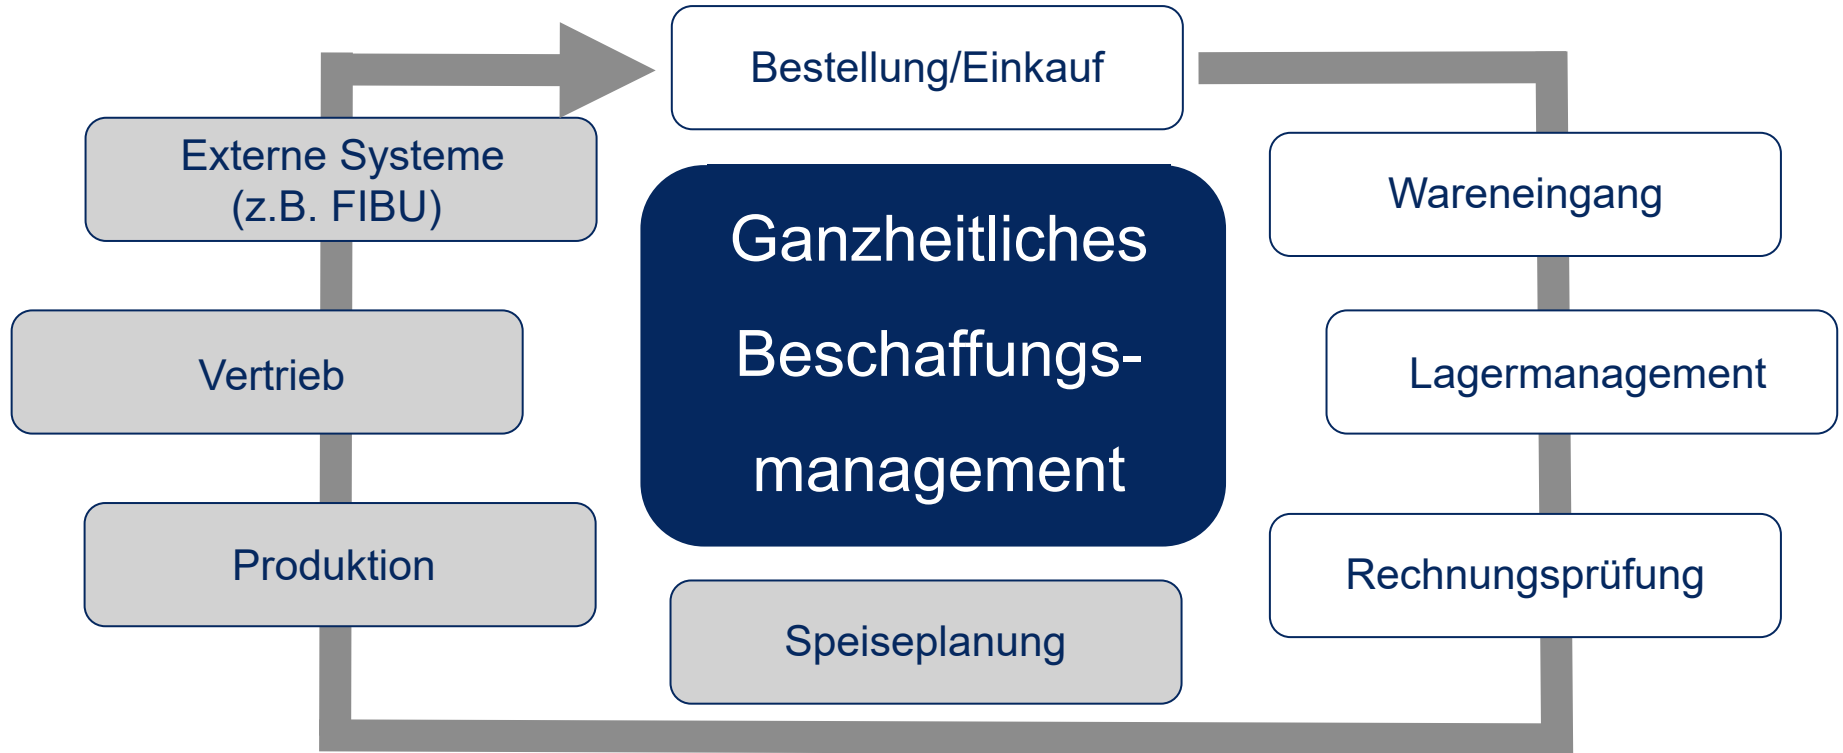 Bestellung/Einkauf
Externe Systeme
(z.B. FIBU)
Wareneingang
Ganzheitliches
Beschaffungs-
management
Vertrieb
Lagermanagement
Produktion
Rechnungsprüfung
Speiseplanung